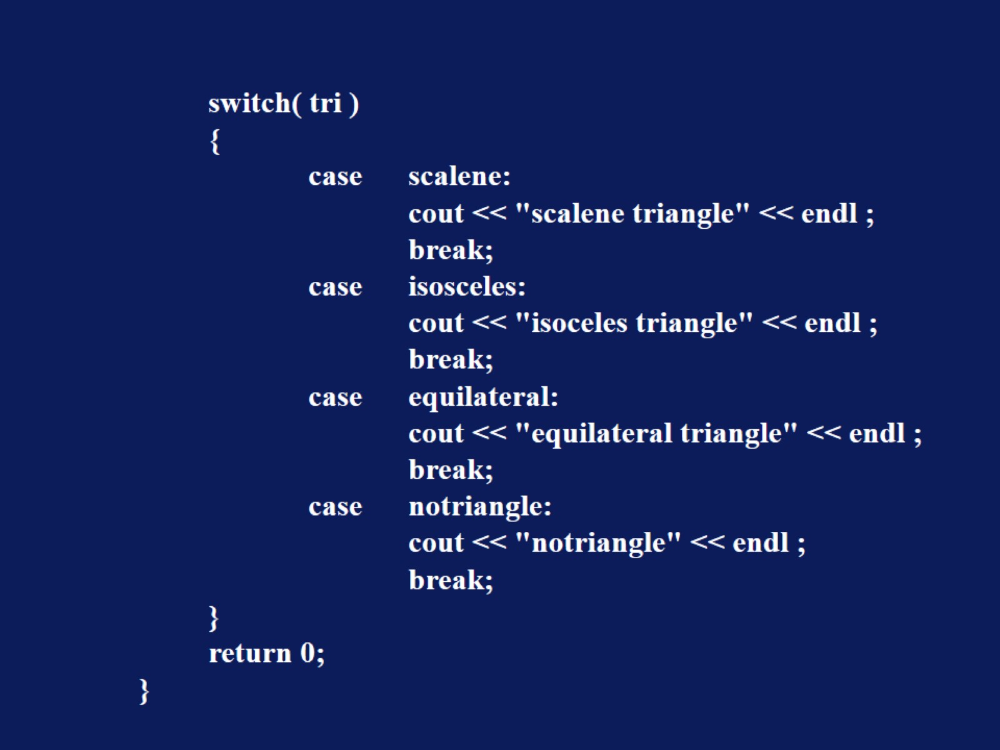 switch( tri )
{
case scalene:
cout << "scalene triangle" << endl ;
break;
case isosceles:
cout << "isoceles triangle" << endl ;
break;
case equilateral:
cout << "equilateral triangle" << endl ;
break;
case notriangle:
cout << "notriangle" << endl ;
break;
}
return 0;
}